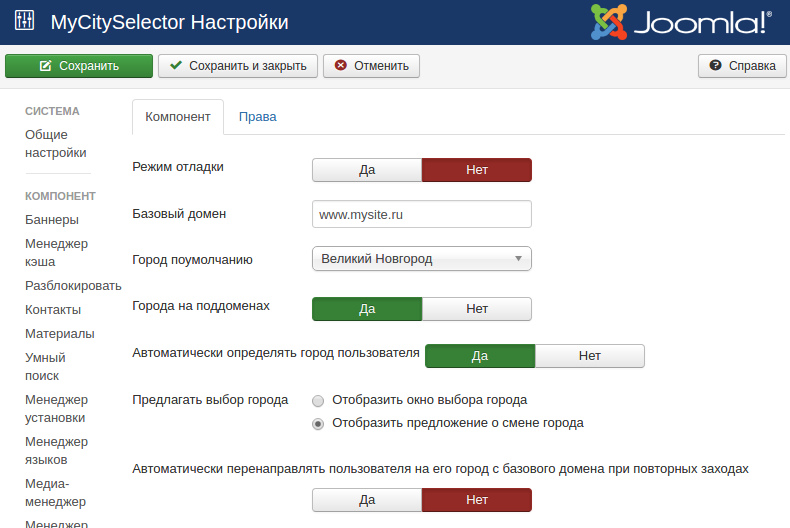 MyCitySelector Настройки
Joomla!®
Сохранить
Сохранить и закрыть
Отменить
Справка
СИСТЕМА
Общие
настройки
КОМПОНЕНТ
Баннеры
Менеджер
кэша
Разблокировать
Контакты
Материалы
Умный
поиск
Менеджер
установки
Менеджер
языков
Медиа-
менеджер
Менеджер
Компонент
Права
Режим отладки
Да
Нет
Базовый домен
www.mysite.ru
Город поумолчанию
Великий Новгород
Города на поддоменах
Да
Нет
Автоматически определять город пользователя
Да
Нет
Предлагать выбор города
Отобразить окно выбора города
Отобразить предложение о смене города
Автоматически перенаправлять пользователя на его город с базового домена при повторных заходах
Да
Нет